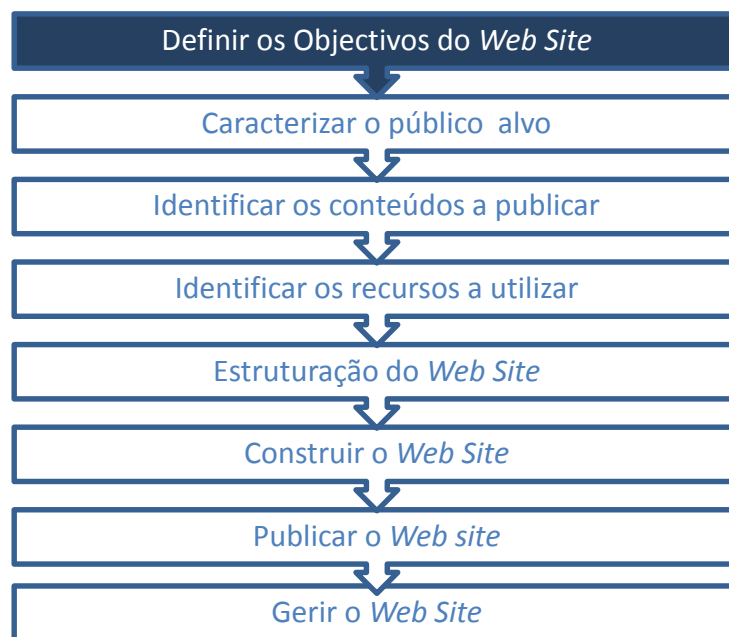 Definir os Objectivos do Web Site
Caracterizar o público alvo
Identificar os conteúdos a publicar
Identificar os recursos a utilizar
Estruturação do Web Site
Construir o Web Site
Publicar o Web site
Gerir o Web Site